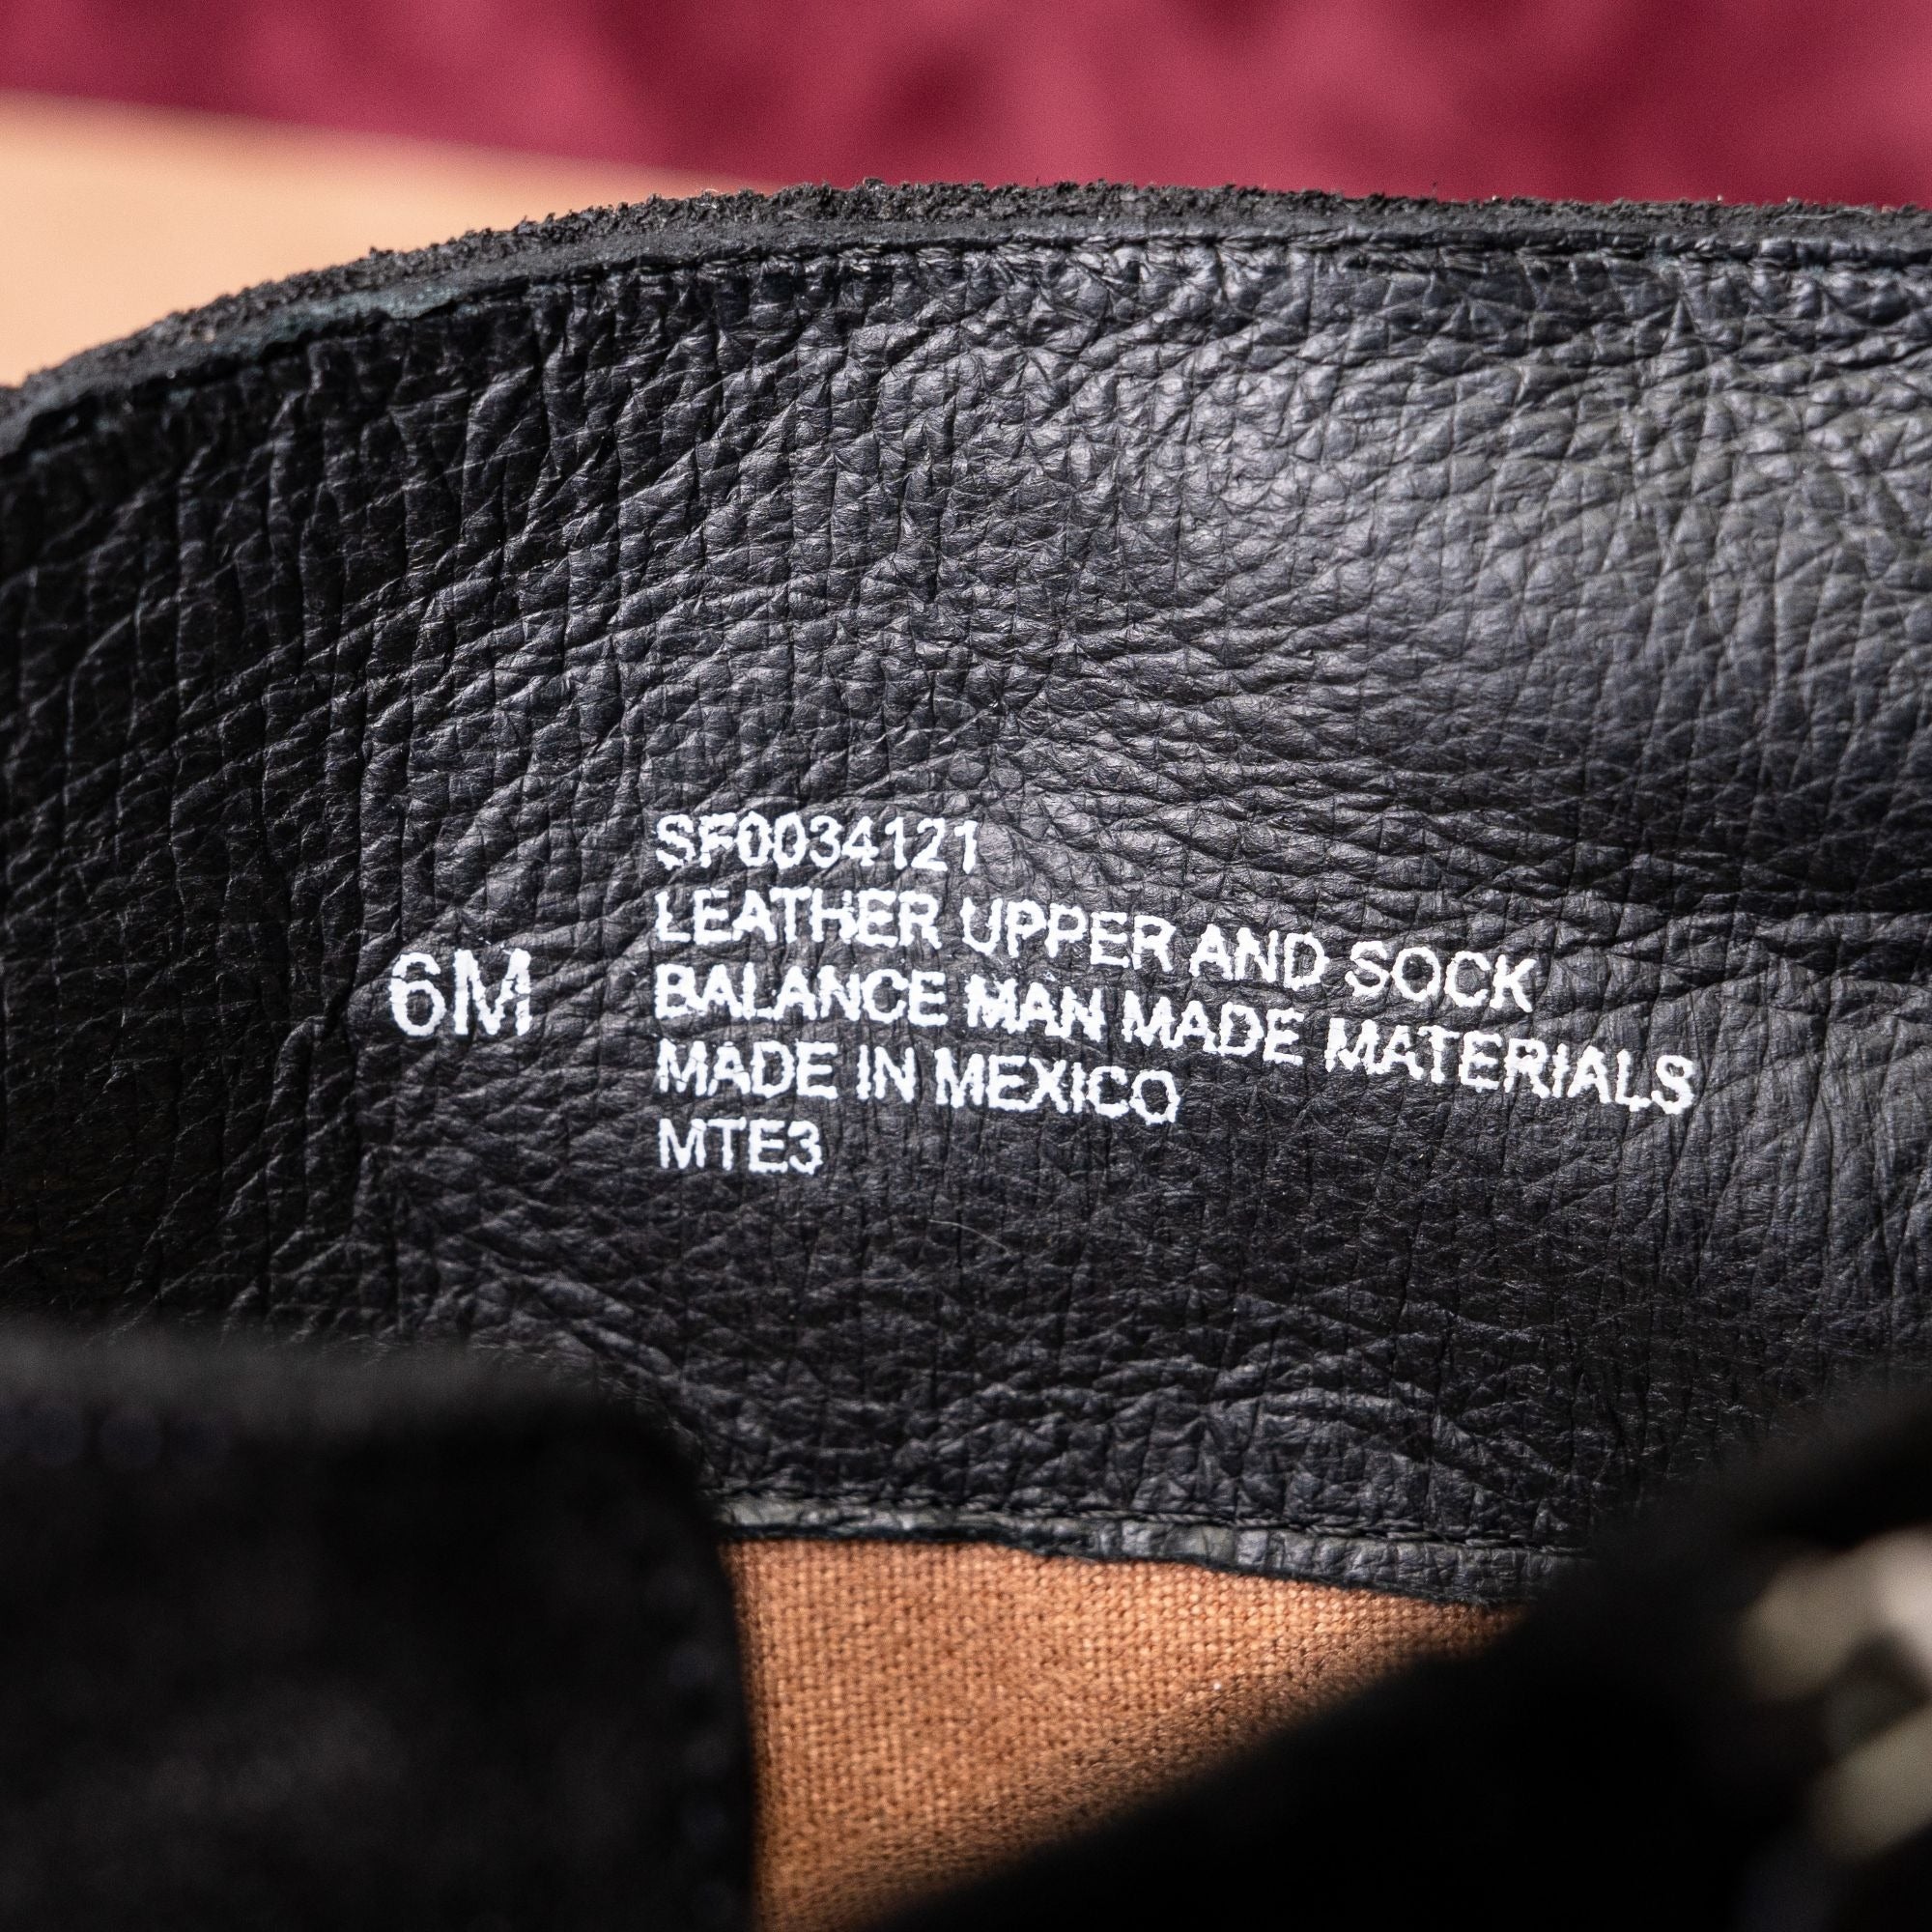 SF0034121
LEATHER UPPER AND SOCK
6M
BALANCE MAN MADE MATERIALS
MADE IN MEXICO
MTE3